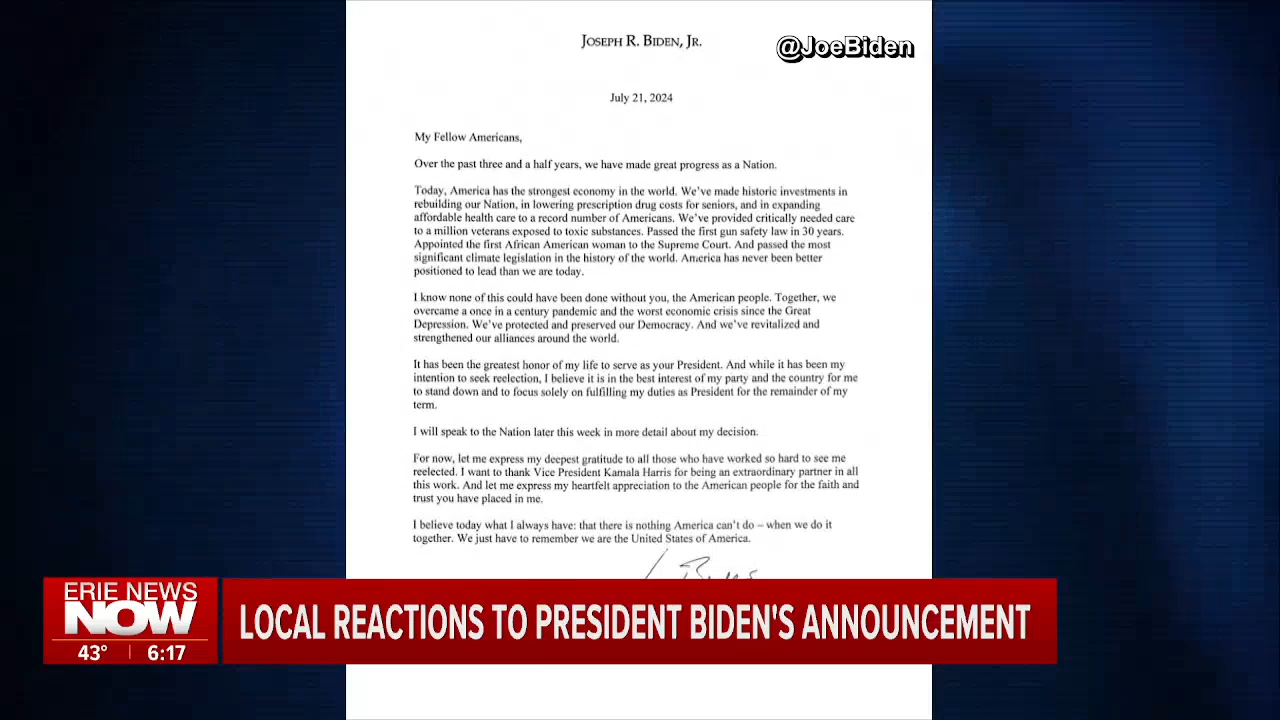 JOSEPH R. BIDEN, JR.
@JoeBiden
July 21, 2024
My Fellow Americans,
Over the past three and a half years, we have made great progress as a Nation.
Today, America has the strongest economy in the world. We've made historic investments in
rebuilding our Nation, in lowering prescription drug costs for seniors, and in expanding
affordable health care to a record number of Americans. We've provided critically needed care
to a million veterans exposed to toxic substances. Passed the first gun safety law in 30 years.
Appointed the first African American woman to the Supreme Court. And passed the most
significant climate legislation in the history of the world. America has never been better
positioned to lead than we are today.
I know none of this could have been done without you, the American people. Together, we
overcame a once in a century pandemic and the worst economic crisis since the Great
Depression. We've protected and preserved our Democracy. And we've revitalized and
strengthened our alliances around the world.
It has been the greatest honor of my life to serve as your President. And while it has been my
intention to seek reelection, I believe it is in the best interest of my party and the country for me
to stand down and to focus solely on fulfilling my duties as President for the remainder of my
term.
I will speak to the Nation later this week in more detail about my decision.
For now, let me express my deepest gratitude to all those who have worked so hard to see me
reelected. I want to thank Vice President Kamala Harris for being an extraordinary partner in all
this work. And let me express my heartfelt appreciation to the American people for the faith and
trust you have placed in me.
I believe today what I always have: that there is nothing America can't do – when we do it
together. We just have to remember we are the United States of America.
ERIE NEWS
NOW
43° | 6:17
LOCAL REACTIONS TO PRESIDENT BIDEN'S ANNOUNCEMENT